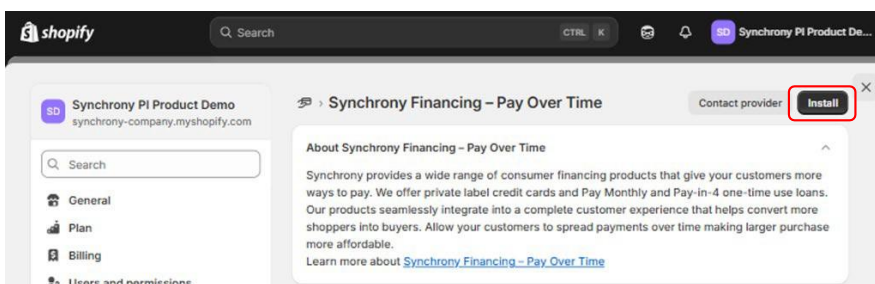 shopify
Search
CTRL K
SD Synchrony PI Product De...
SD
Synchrony PI Product Demo
synchrony-company.myshopify.com
Search
General
Plan
Billing
Users and permissions
Synchrony Financing – Pay Over Time
Contact provider
Install
About Synchrony Financing – Pay Over Time
Synchrony provides a wide range of consumer financing products that give your customers more
ways to pay. We offer private label credit cards and Pay Monthly and Pay-in-4 one-time use loans.
Our products seamlessly integrate into a complete customer experience that helps convert more
shoppers into buyers. Allow your customers to spread payments over time making larger purchase
more affordable.
Learn more about Synchrony Financing – Pay Over Time